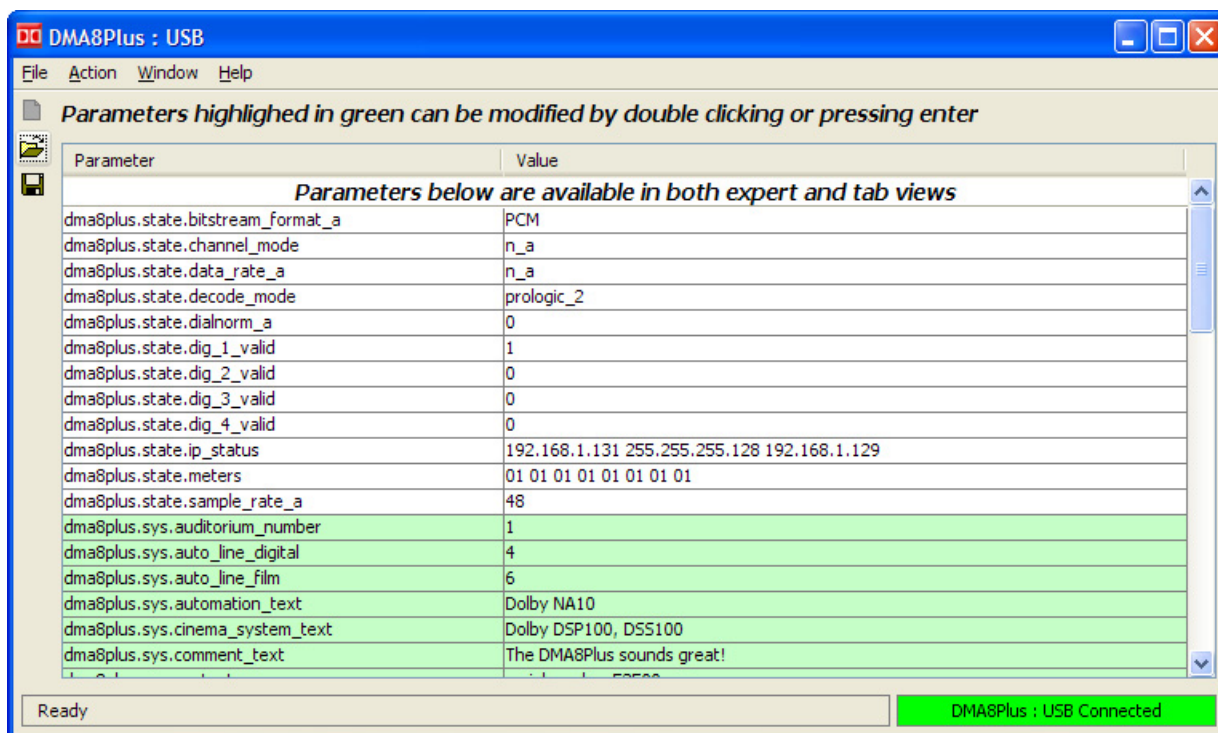 DMA8Plus : USB
File Action Window Help
Parameters highlighed in green can be modified by double clicking or pressing enter
Parameter Value
Parameters below are available in both expert and tab views
dma8plus.state.bitstream_format_a PCM
dma8plus.state.channel_mode n_a
dma8plus.state.data_rate_a n_a
dma8plus.state.decode_mode prologic_2
dma8plus.state.dialnorm_a 0
dma8plus.state.dig_1_valid 1
dma8plus.state.dig_2_valid 0
dma8plus.state.dig_3_valid 0
dma8plus.state.dig_4_valid 0
dma8plus.state.ip_status 192.168.1.131 255.255.255.128 192.168.1.129
dma8plus.state.meters 01 01 01 01 01 01 01 01
dma8plus.state.sample_rate_a 48
dma8plus.sys.auditorium_number 1
dma8plus.sys.auto_line_digital 4
dma8plus.sys.auto_line_film 6
dma8plus.sys.automation_text Dolby NA10
dma8plus.sys.cinema_system_text Dolby DSP100, DSS100
dma8plus.sys.comment_text The DMA8Plus sounds great!
Ready DMA8Plus : USB Connected